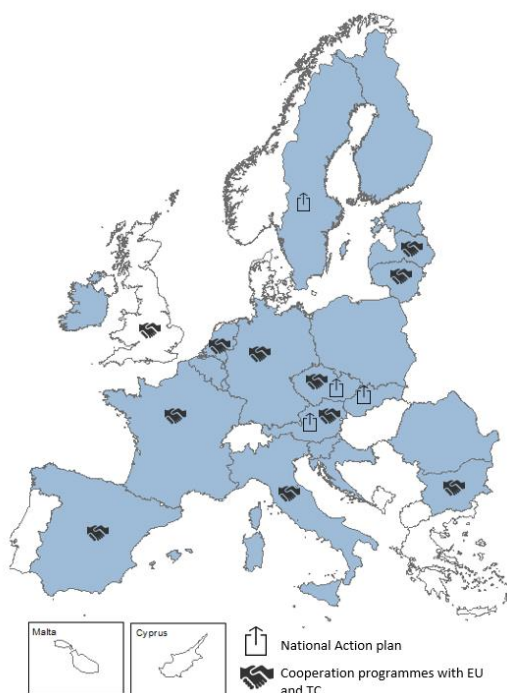 Malta
Cyprus
National Action plan
Cooperation programmes with EU
and TC